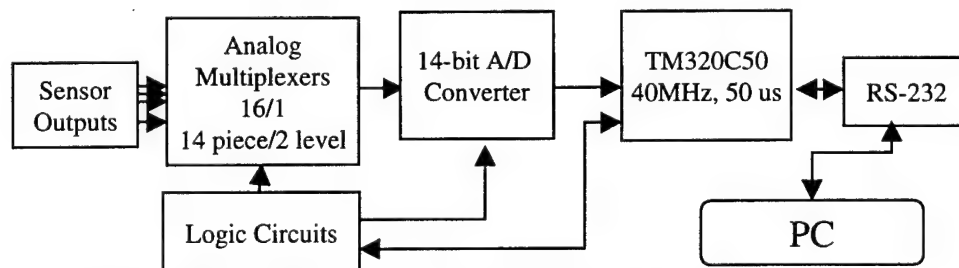 Sensor
Outputs
Analog
Multiplexers
16/1
14 piece/2 level
14-bit A/D
Converter
TM320C50
40MHz, 50 us
RS-232
Logic Circuits
PC